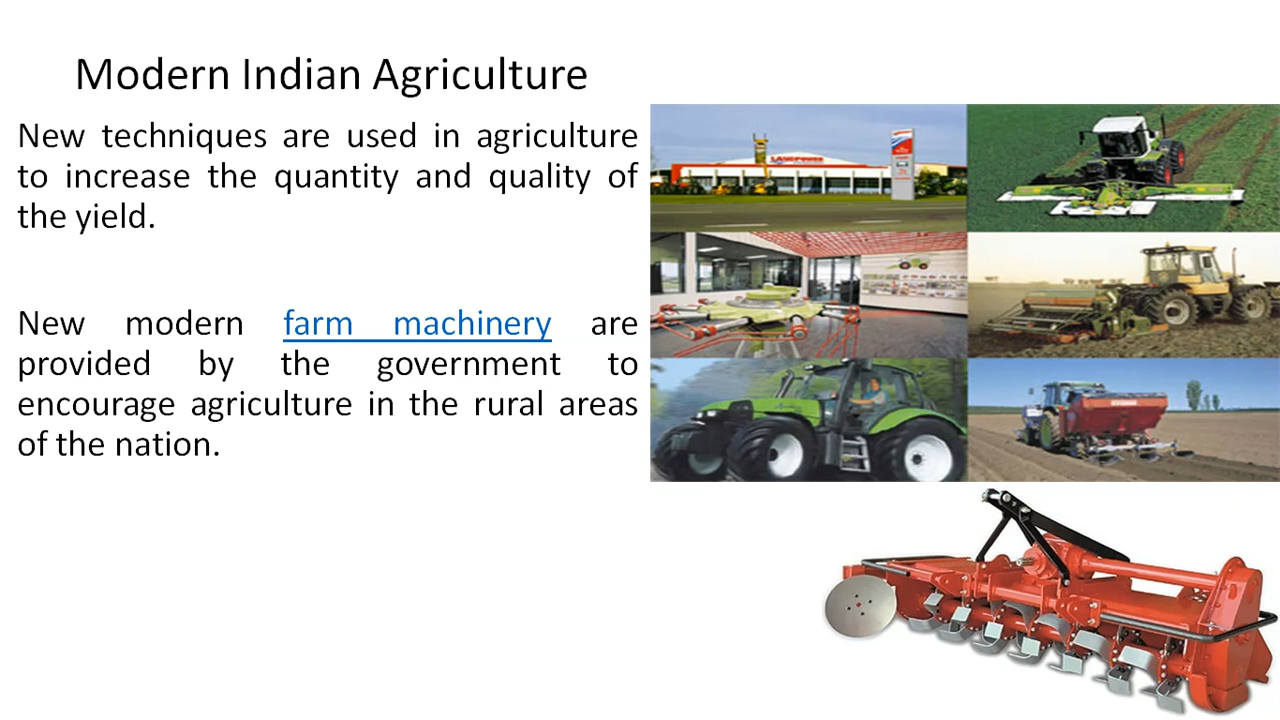 Modern Indian Agriculture
New techniques are used in agriculture
to increase the quantity and quality of
the yield.
New modern farm machinery are
provided by the government to
encourage agriculture in the rural areas
of the nation.
LANDPOWER